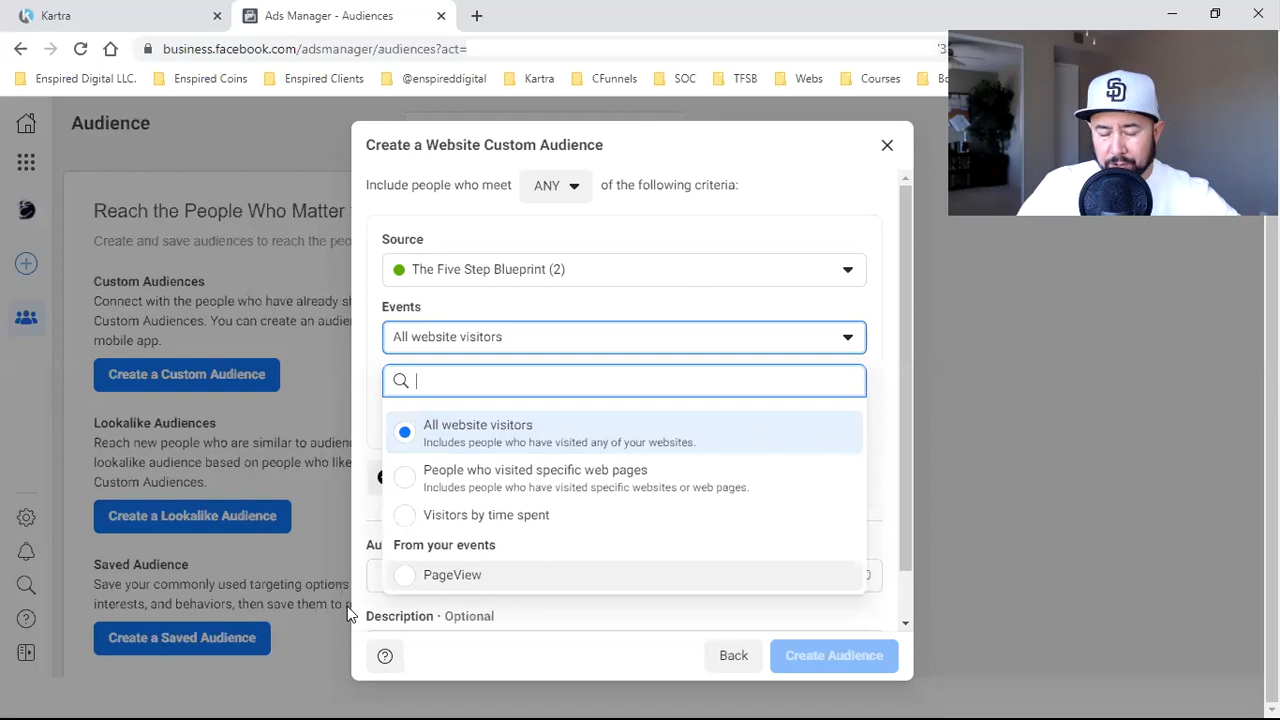 Kartra
Ads Manager - Audiences
business.facebook.com/adsmanager/audiences?act=
Enspired Digital LLC.
Enspired Coins
Enspired Clients
@enspireddigital
Kartra
CFunnels
SOC
TFSB
Webs
Courses
Audience
Reach the People Who Matter
Create and save audiences to reach the
Custom Audiences
Connect with the people who have already
Custom Audiences. You can create an
mobile app.
Create a Custom Audience
Lookalike Audiences
Reach new people who are similar to
lookalike audience based on people who like
Custom Audiences.
Create a Lookalike Audience
Saved Audience
Save your commonly used targeting options
interests, and behaviors, then save them to
Create a Saved Audience
Create a Website Custom Audience
Include people who meet ANY of the following criteria:
Source
The Five Step Blueprint (2)
Events
All website visitors
All website visitors
Includes people who have visited any of your websites.
People who visited specific web pages
Includes people who have visited specific websites or web pages.
Visitors by time spent
From your events
PageView
Description · Optional
Back
Create Audience
SD